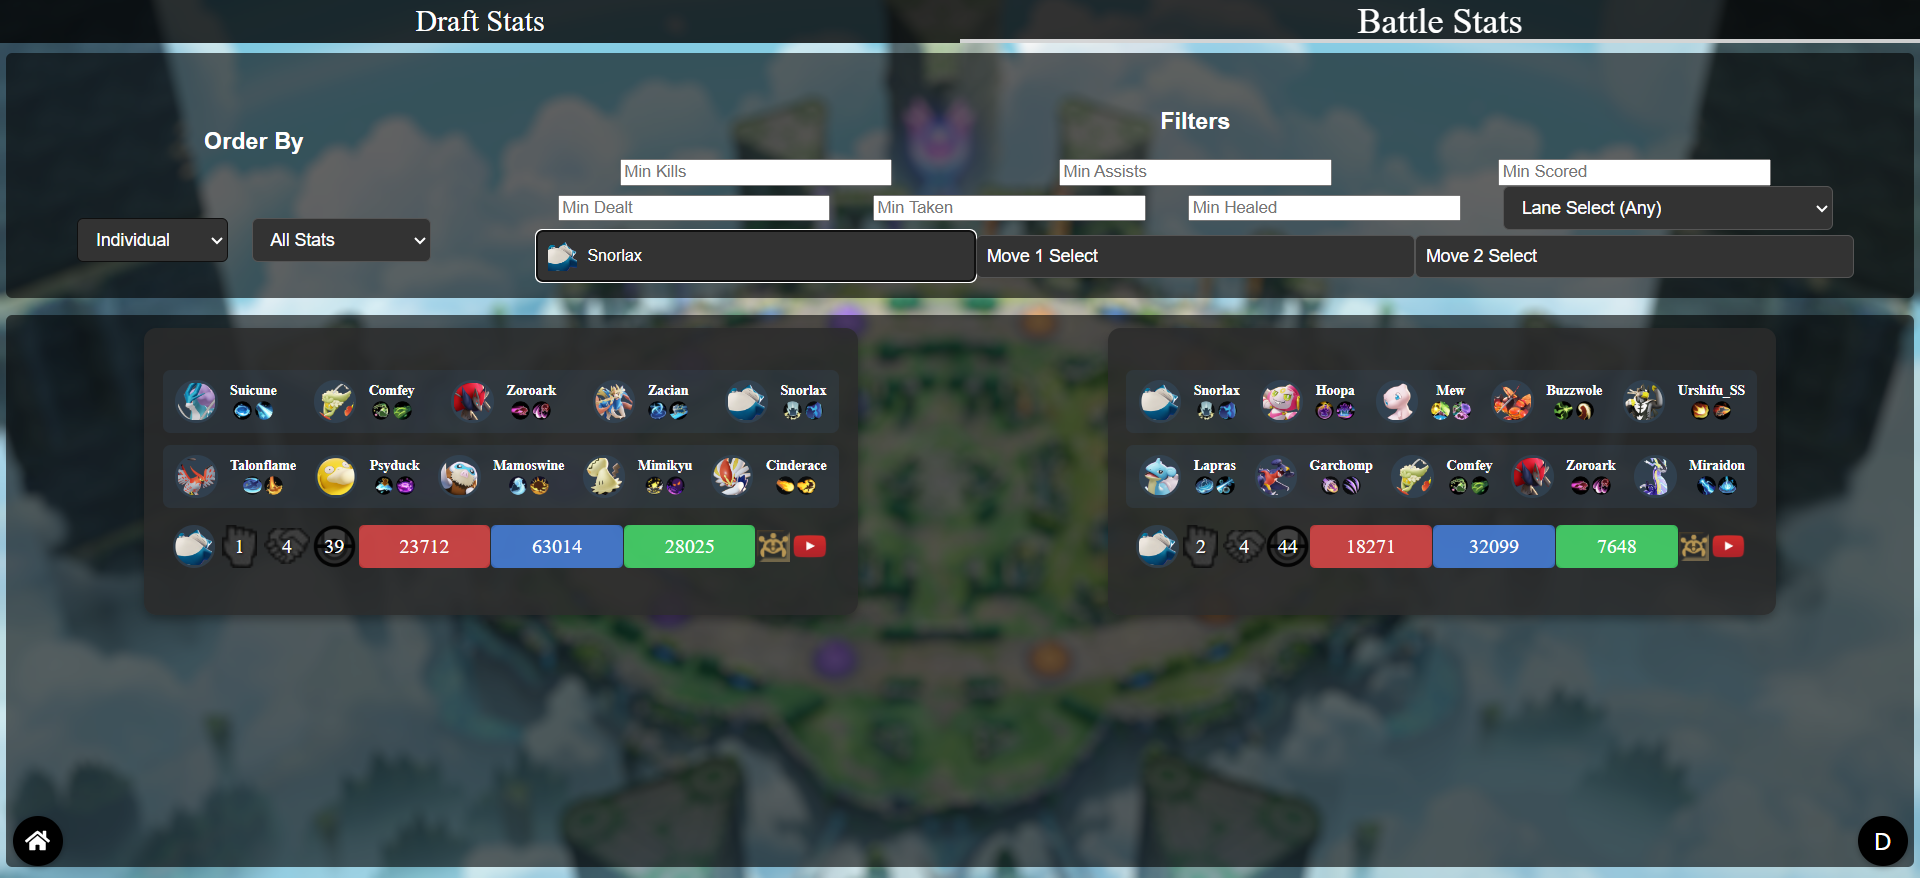 Draft Stats
Battle Stats
Order By
Filters
Min Kills
Min Assists
Min Scored
Min Dealt
Min Taken
Min Healed
Lane Select (Any)
Individual
All Stats
Snorlax
Move 1 Select
Move 2 Select
Suicune Comfey Zoroark Zacian Snorlax
Talonflame Psyduck Mamoswine Mimikyu Cinderace
1 4 39 23712 63014 28025
Snorlax Hoopa Mew Buzzwole Urshifu_SS
Lapras Garchomp Comfey Zoroark Miraidon
2 4 44 18271 32099 7648
D